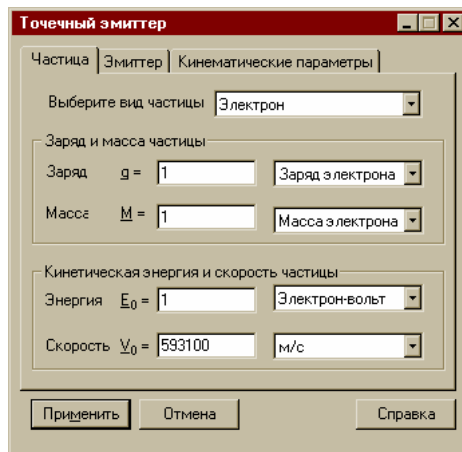 Точечный эмиттер
Частица Эмиттер Кинематические параметры
Выберите вид частицы Электрон
Заряд и масса частицы
Заряд q = 1 Заряд электрона
Масса M = 1 Масса электрона
Кинетическая энергия и скорость частицы
Энергия E₀ = 1 Электрон-вольт
Скорость V₀ = 593100 м/с
Применить Отмена Справка